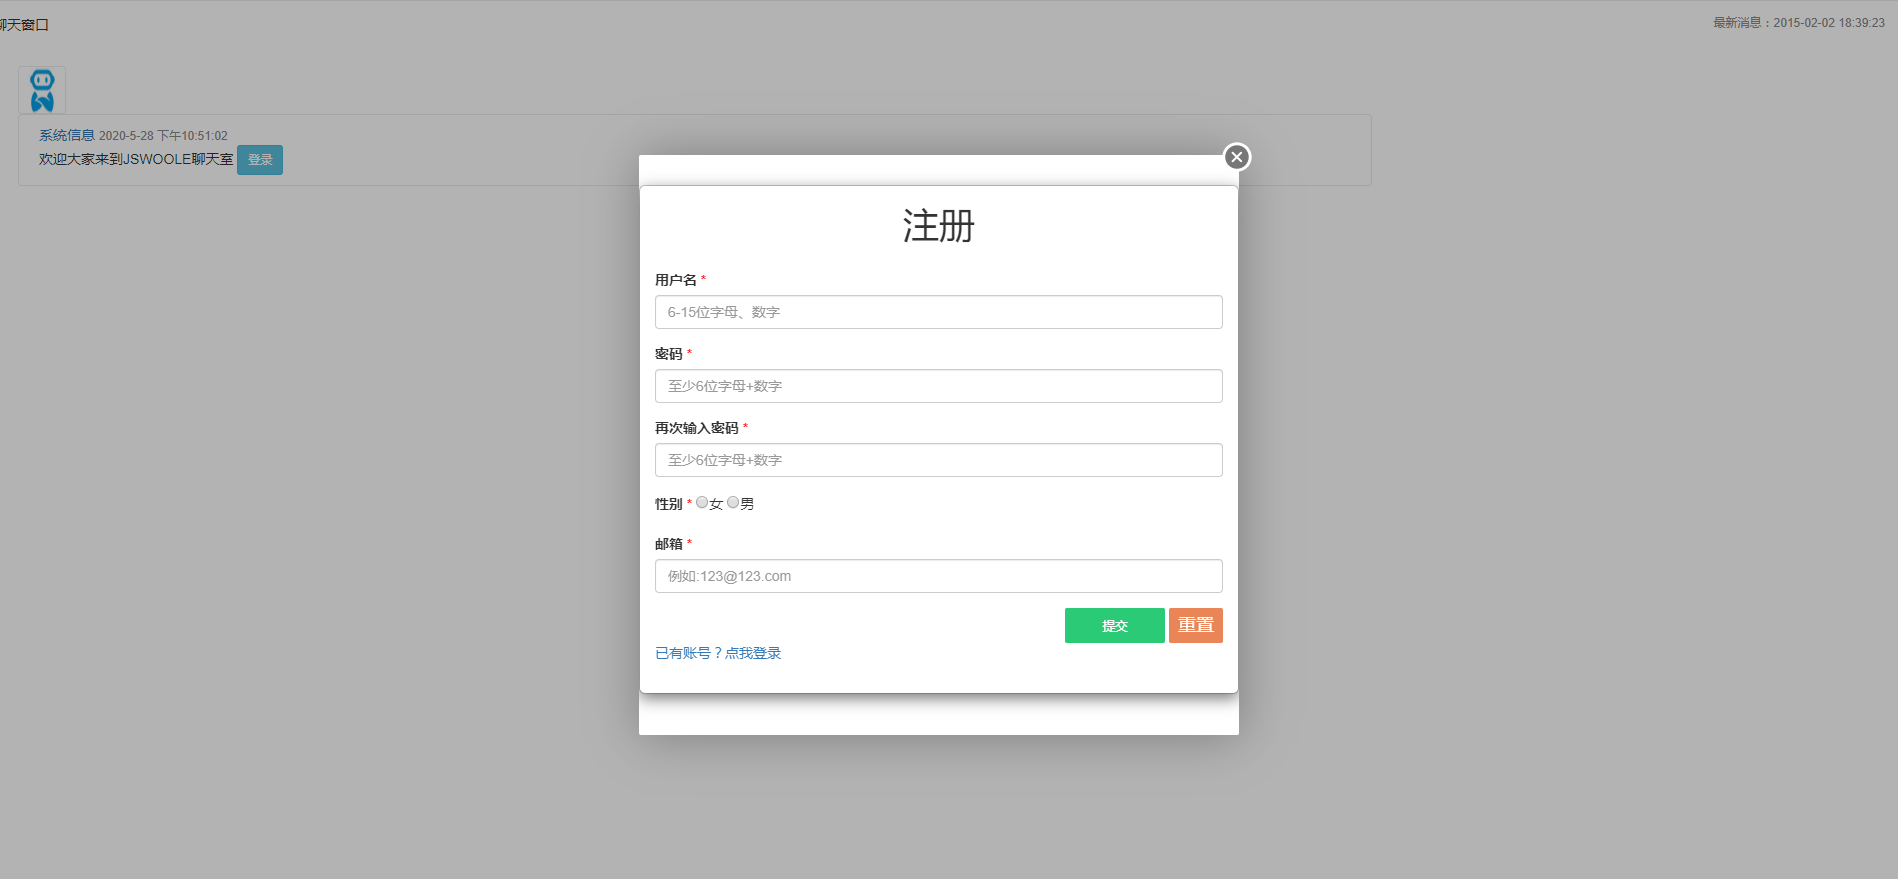 聊天窗口
最新消息：2015-02-02 18:39:23
系统信息 2020-5-28 下午10:51:02
欢迎大家来到JSWOOLE聊天室 登录
注册
用户名 *
6-15位字母、数字
密码 *
至少6位字母+数字
再次输入密码 *
至少6位字母+数字
性别 * 女 男
邮箱 *
例如:123@123.com
提交 重置
已有账号？点我登录